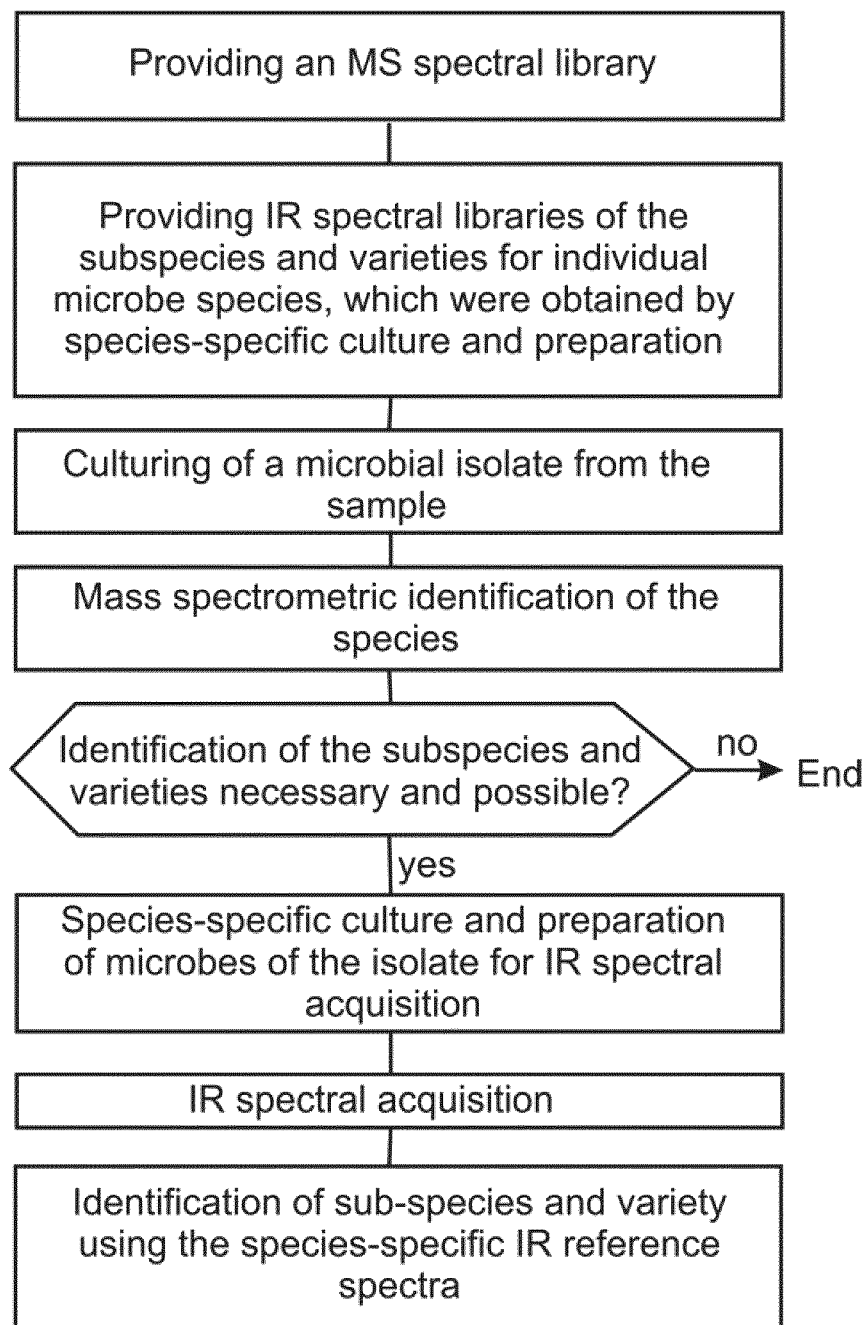 Providing an MS spectral library
Providing IR spectral libraries of the
subspecies and varieties for individual
microbe species, which were obtained by
species-specific culture and preparation
Culturing of a microbial isolate from the
sample
Mass spectrometric identification of the
species
Identification of the subspecies and
varieties necessary and possible?
no
End
yes
Species-specific culture and preparation
of microbes of the isolate for IR spectral
acquisition
IR spectral acquisition
Identification of sub-species and variety
using the species-specific IR reference
spectra